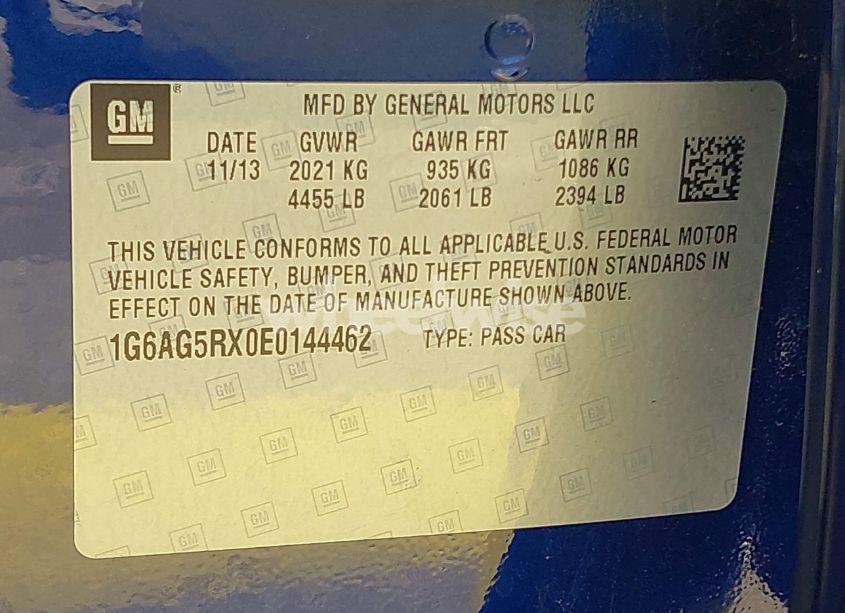 GM
MFD BY GENERAL MOTORS LLC
DATE GVWR GAWR FRT GAWR RR
11/13 2021 KG 935 KG 1086 KG
4455 LB 2061 LB 2394 LB
THIS VEHICLE CONFORMS TO ALL APPLICABLE U.S. FEDERAL MOTOR
VEHICLE SAFETY, BUMPER, AND THEFT PREVENTION STANDARDS IN
EFFECT ON THE DATE OF MANUFACTURE SHOWN ABOVE.
1G6AG5RX0E0144462 TYPE: PASS CAR